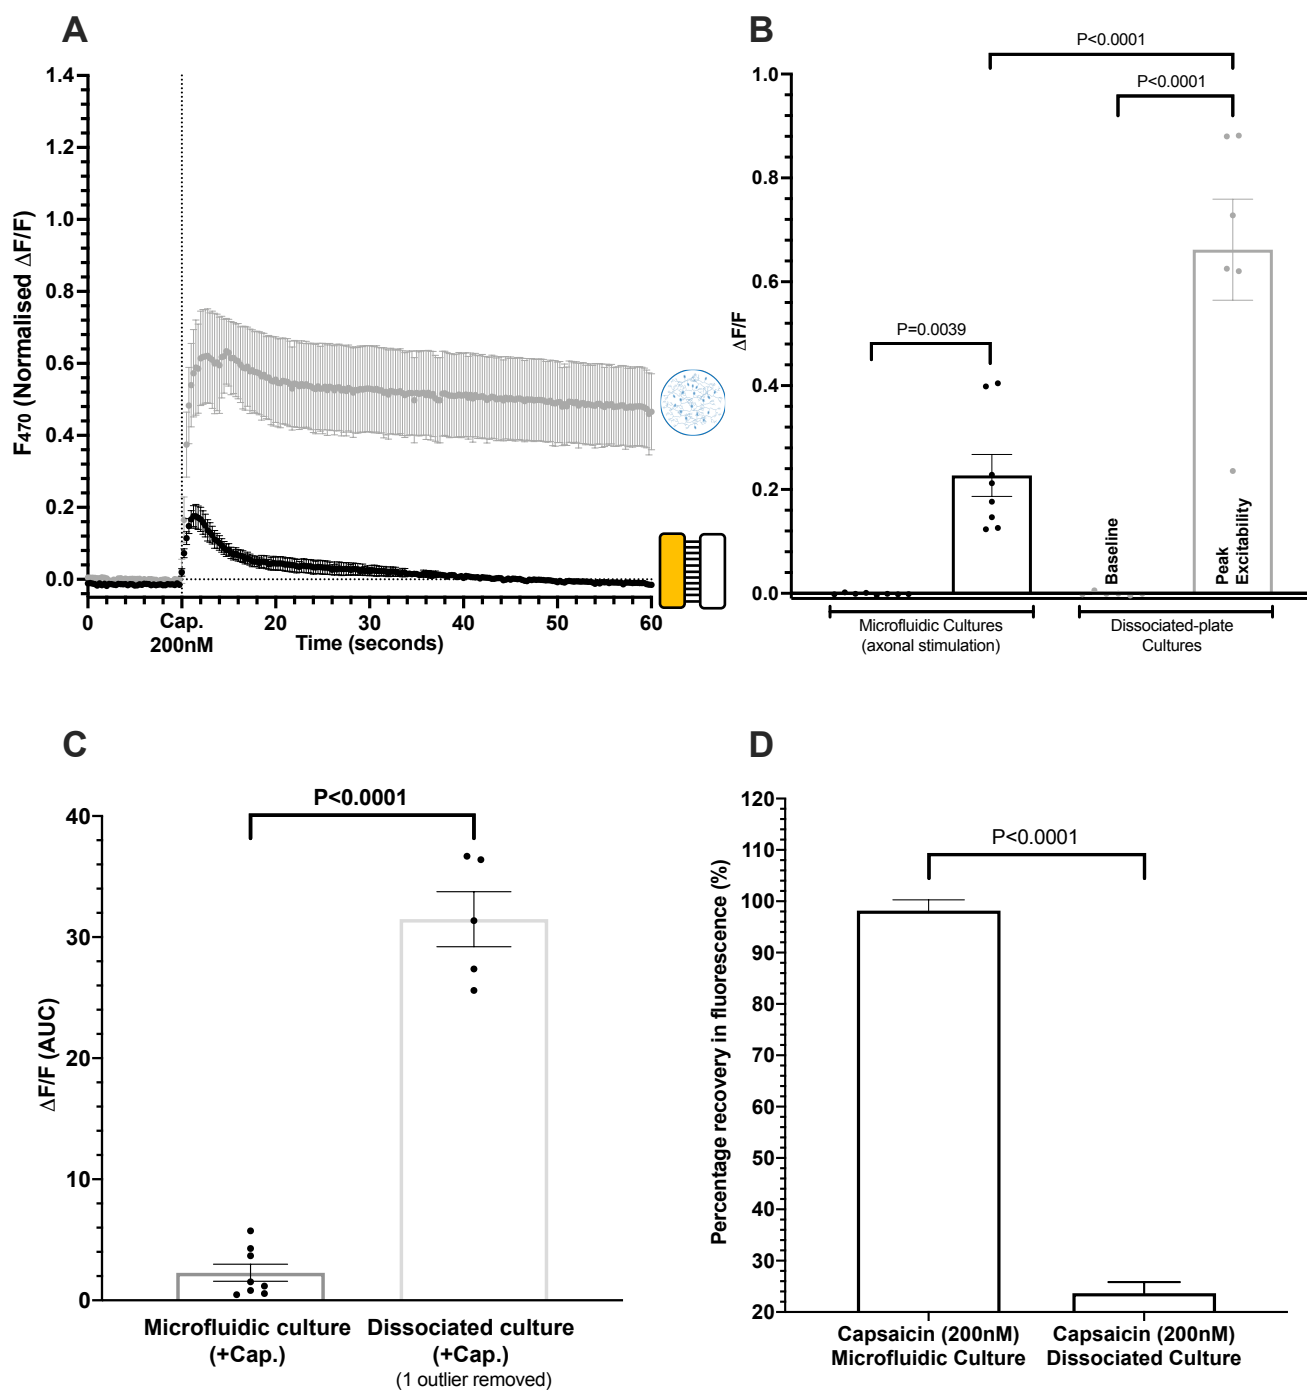 A
1.4
1.2
1.0
0.8
0.6
0.4
0.2
0.0
F470 (Normalised ΔF/F)
0
Cap.
200nM
20
30
40
50
60
Time (seconds)
B
P<0.0001
P<0.0001
P=0.0039
1.0
0.8
0.6
0.4
0.2
0.0
ΔF/F
Baseline
Peak
Excitability
Microfluidic Cultures
(axonal stimulation)
Dissociated-plate
Cultures
C
P<0.0001
40
30
20
10
0
ΔF/F (AUC)
Microfluidic culture
(+Cap.)
Dissociated culture
(+Cap.)
(1 outlier removed)
D
P<0.0001
120
110
100
90
80
70
60
50
40
30
20
Percentage recovery in fluorescence (%)
Capsaicin (200nM)
Microfluidic Culture
Capsaicin (200nM)
Dissociated Culture